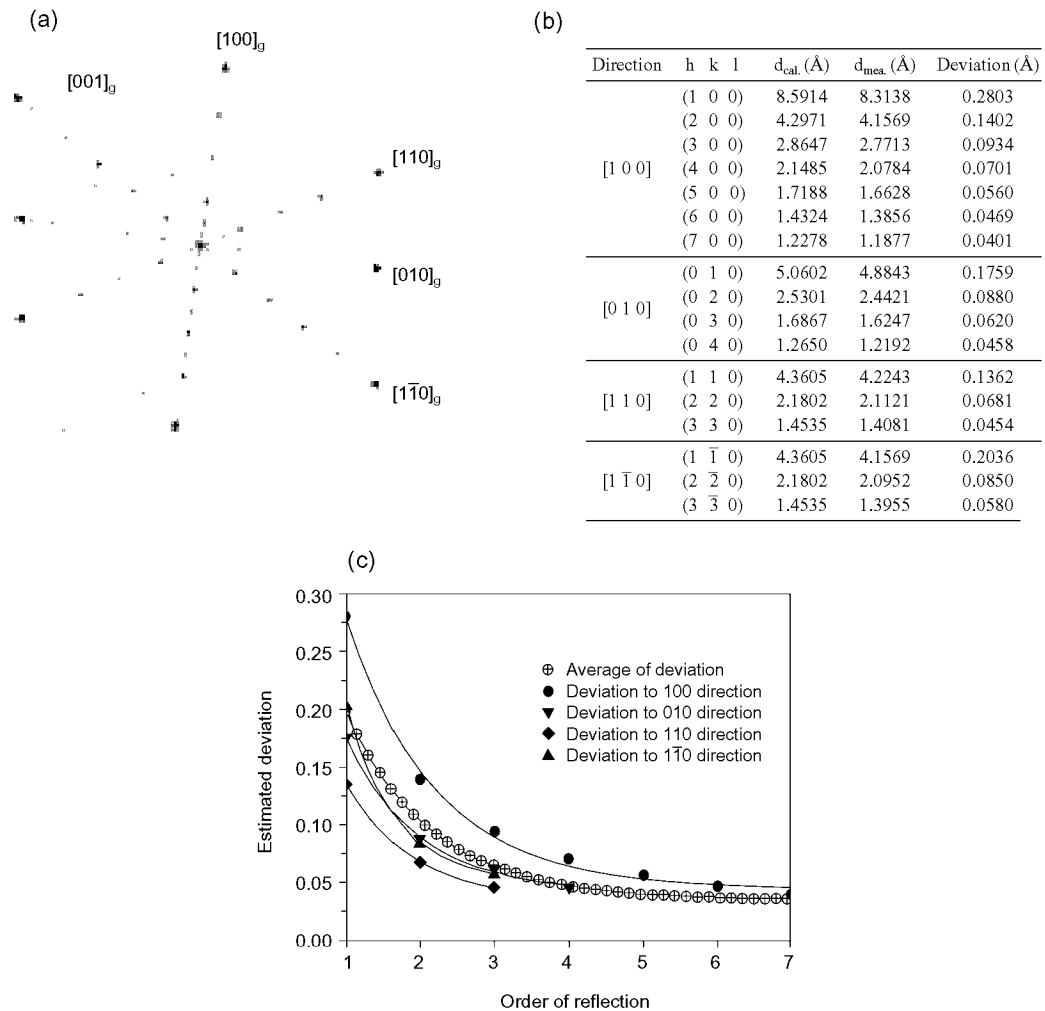 (a)
[100]g
[001]g
[110]g
[010]g
[11̅0]g
(b)
Direction h k l dcal. (Å) dmea. (Å) Deviation (Å)
[1 0 0]
(1 0 0) 8.5914 8.3138 0.2803
(2 0 0) 4.2971 4.1569 0.1402
(3 0 0) 2.8647 2.7713 0.0934
(4 0 0) 2.1485 2.0784 0.0701
(5 0 0) 1.7188 1.6628 0.0560
(6 0 0) 1.4324 1.3856 0.0469
(7 0 0) 1.2278 1.1877 0.0401
[0 1 0]
(0 1 0) 5.0602 4.8843 0.1759
(0 2 0) 2.5301 2.4421 0.0880
(0 3 0) 1.6867 1.6247 0.0620
(0 4 0) 1.2650 1.2192 0.0458
[1 1 0]
(1 1 0) 4.3605 4.2243 0.1362
(2 2 0) 2.1802 2.1121 0.0681
(3 3 0) 1.4535 1.4081 0.0454
[1 1̅ 0]
(1 1̅ 0) 4.3605 4.1569 0.2036
(2 2̅ 0) 2.1802 2.0952 0.0850
(3 3̅ 0) 1.4535 1.3955 0.0580
(c)
0.30
0.25
0.20
0.15
0.10
0.05
0.00
Estimated deviation
Average of deviation
Deviation to 100 direction
Deviation to 010 direction
Deviation to 110 direction
Deviation to 11̅0 direction
1 2 3 4 5 6 7
Order of reflection